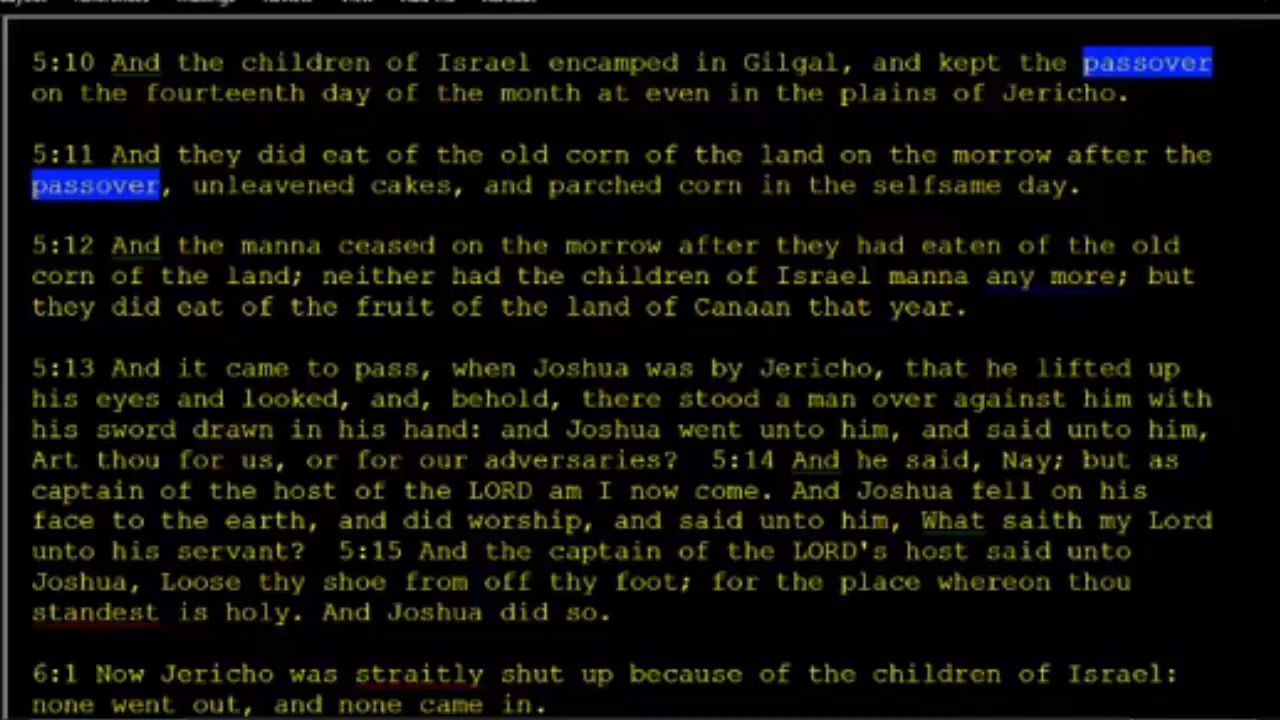 5:10 And the children of Israel encamped in Gilgal, and kept the passover
on the fourteenth day of the month at even in the plains of Jericho.
5:11 And they did eat of the old corn of the land on the morrow after the
passover, unleavened cakes, and parched corn in the selfsame day.
5:12 And the manna ceased on the morrow after they had eaten of the old
corn of the land; neither had the children of Israel manna any more; but
they did eat of the fruit of the land of Canaan that year.
5:13 And it came to pass, when Joshua was by Jericho, that he lifted up
his eyes and looked, and, behold, there stood a man over against him with
his sword drawn in his hand: and Joshua went unto him, and said unto him,
Art thou for us, or for our adversaries?  5:14 And he said, Nay; but as
captain of the host of the LORD am I now come. And Joshua fell on his
face to the earth, and did worship, and said unto him, What saith my Lord
unto his servant?  5:15 And the captain of the LORD's host said unto
Joshua, Loose thy shoe from off thy foot; for the place whereon thou
standest is holy. And Joshua did so.
6:1 Now Jericho was straitly shut up because of the children of Israel:
none went out, and none came in.